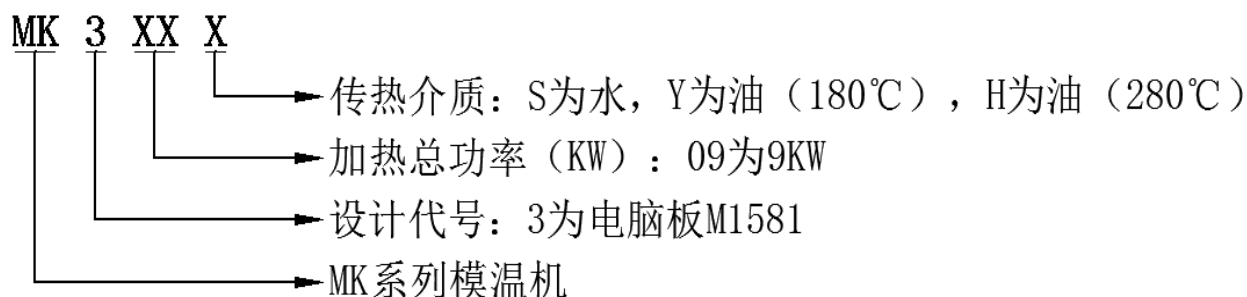 MK 3 XX X
传热介质：S为水，Y为油（180℃），H为油（280℃）
加热总功率（KW）：09为9KW
设计代号：3为电脑板M1581
MK系列模温机